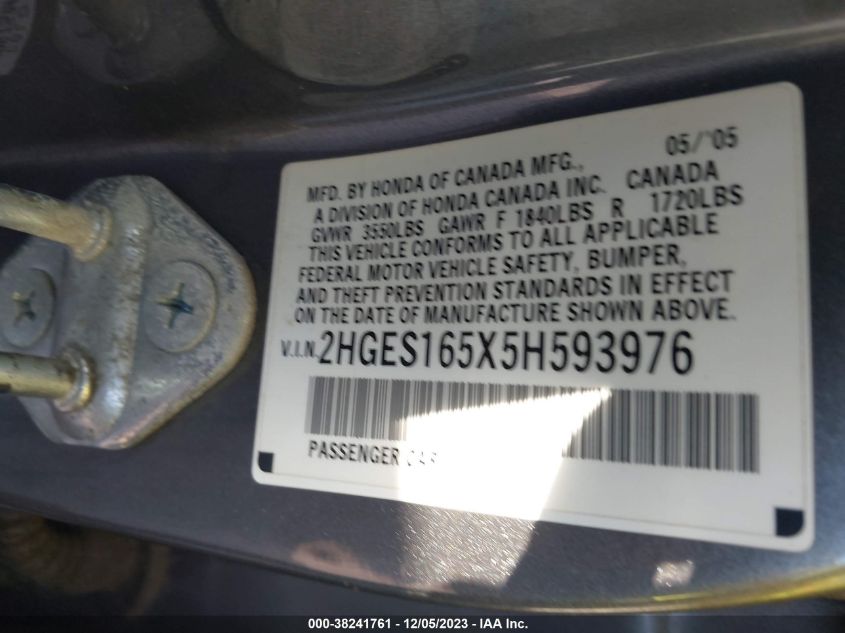 05/'05
MFD. BY HONDA OF CANADA MFG.,
A DIVISION OF HONDA CANADA INC. CANADA
GVWR 3550LBS GAWR F 1840LBS R 1720LBS
THIS VEHICLE CONFORMS TO ALL APPLICABLE
FEDERAL MOTOR VEHICLE SAFETY, BUMPER,
AND THEFT PREVENTION STANDARDS IN EFFECT
ON THE DATE OF MANUFACTURE SHOWN ABOVE.
V.I.N. 2HGES165X5H593976
PASSENGER CAR
000-38241761 - 12/05/2023 - IAA Inc.